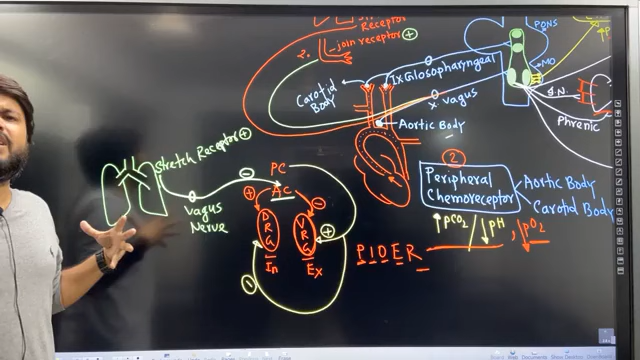 Receptor
2.
join receptor +
PONS
MO
IX Glosopharyngeal
Carotid
Body
X vagus
Aortic Body
S.N.
Phrenic
Stretch Receptor +
vagus
Nerve
PC
AC
+
DRG
In
VRG
Ex
+
2
Peripheral
Chemoreceptor
Aortic Body
Carotid Body
↑PCO2 / ↓PH, ↓PO2
PIDER